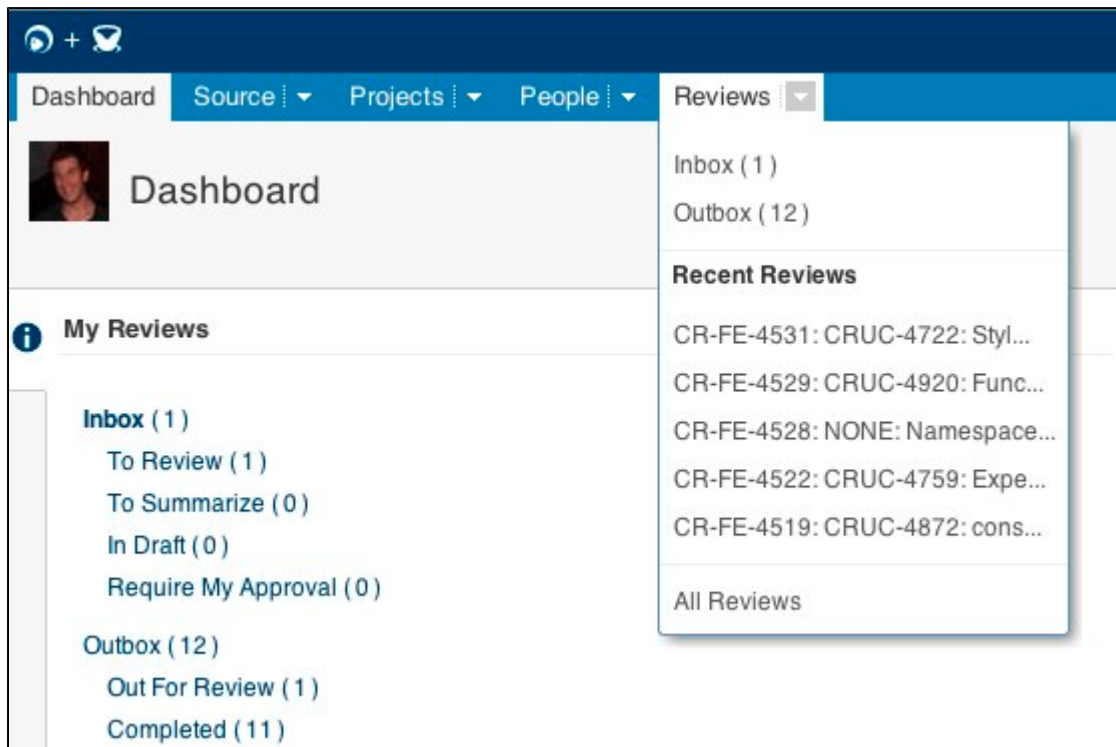 +
Dashboard Source Projects People Reviews
Dashboard
Inbox (1)
Outbox (12)
Recent Reviews
CR-FE-4531: CRUC-4722: Styl...
CR-FE-4529: CRUC-4920: Func...
CR-FE-4528: NONE: Namespace...
CR-FE-4522: CRUC-4759: Expe...
CR-FE-4519: CRUC-4872: cons...
All Reviews
My Reviews
Inbox (1)
To Review (1)
To Summarize (0)
In Draft (0)
Require My Approval (0)
Outbox (12)
Out For Review (1)
Completed (11)